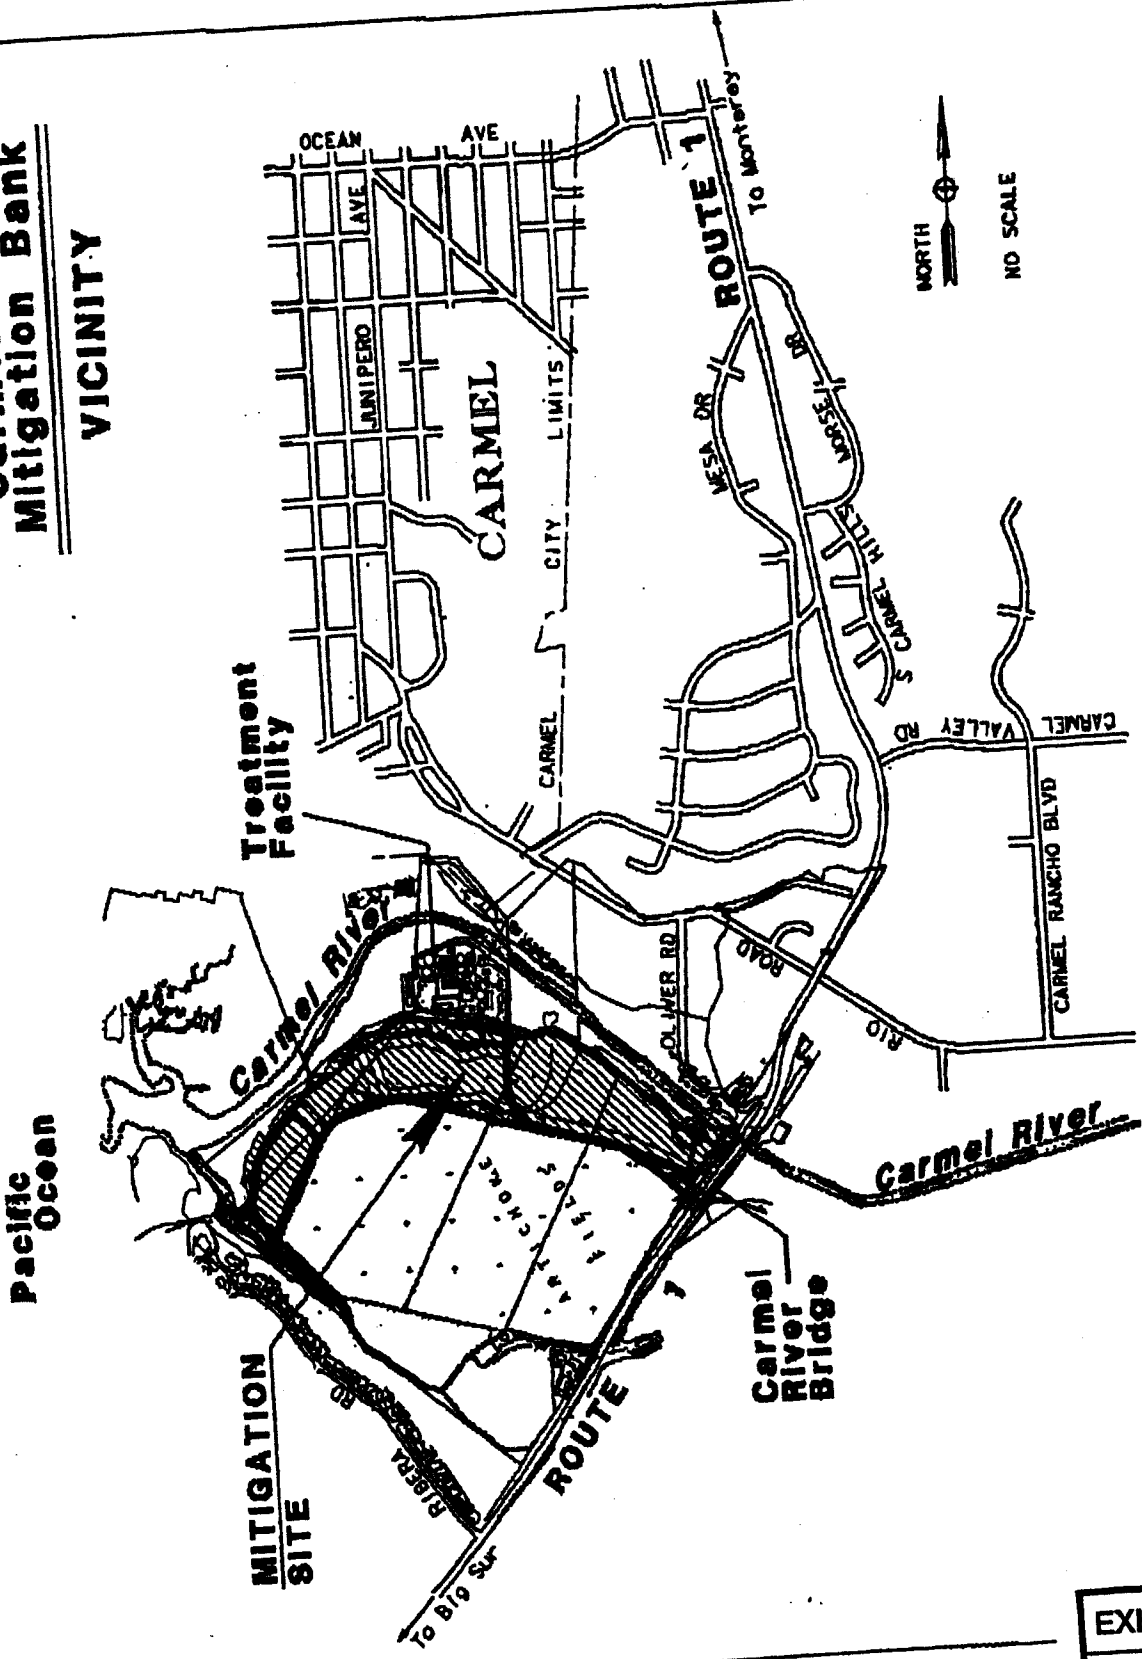 Mitigation Bank
VICINITY
Pacific
Ocean
Treatment
Facility
Carmel River
MITIGATION
SITE
RIBERA
RD
To Big Sur
ROUTE 1
ARTICHOKE
FIELDS
Carmel
River
Bridge
Carmel River
OCEAN AVE
JUNIPERO AVE
CARMEL
CARMEL CITY LIMITS
ROUTE 1
To Monterey
MESA DR
MORSE DR
S CARMEL HILLS
CARMEL VALLEY RD
CARMEL RANCHO BLVD
OLIVER RD
RIO ROAD
NORTH
NO SCALE